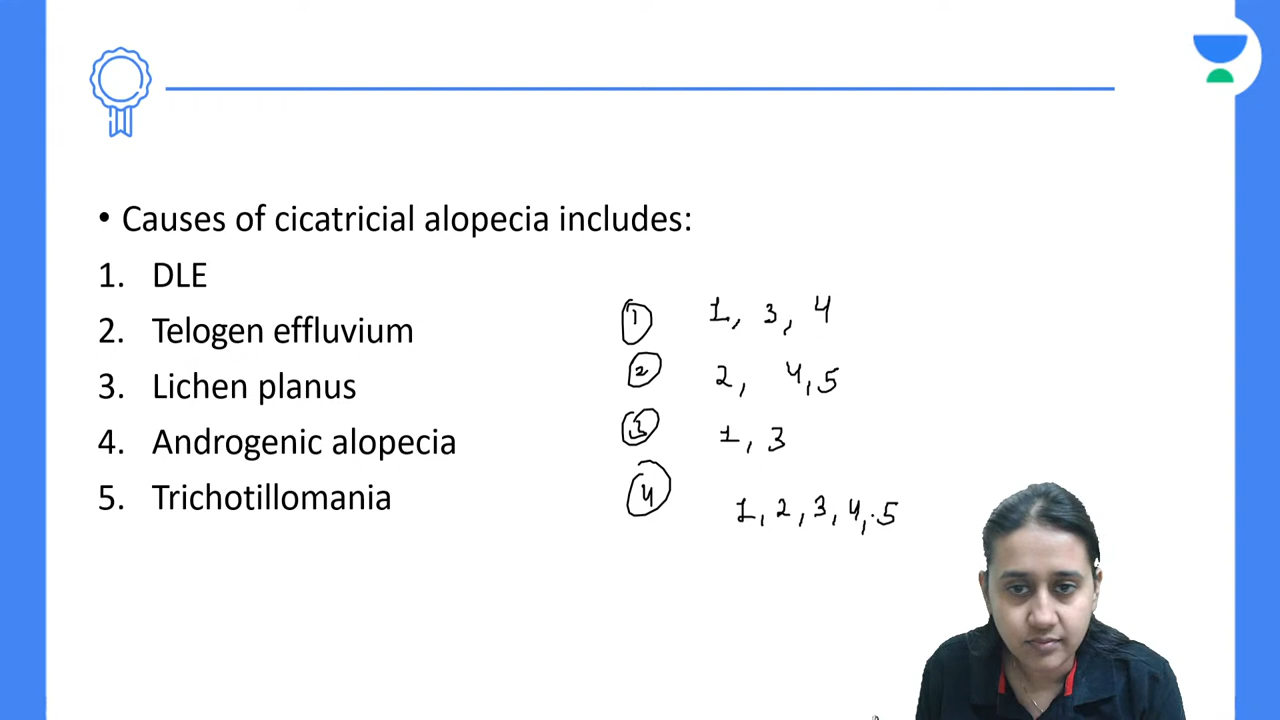 • Causes of cicatricial alopecia includes:
1. DLE
2. Telogen effluvium
3. Lichen planus
4. Androgenic alopecia
5. Trichotillomania
1 1, 3, 4
2 2, 4, 5
3 1, 3
4 1, 2, 3, 4, 5